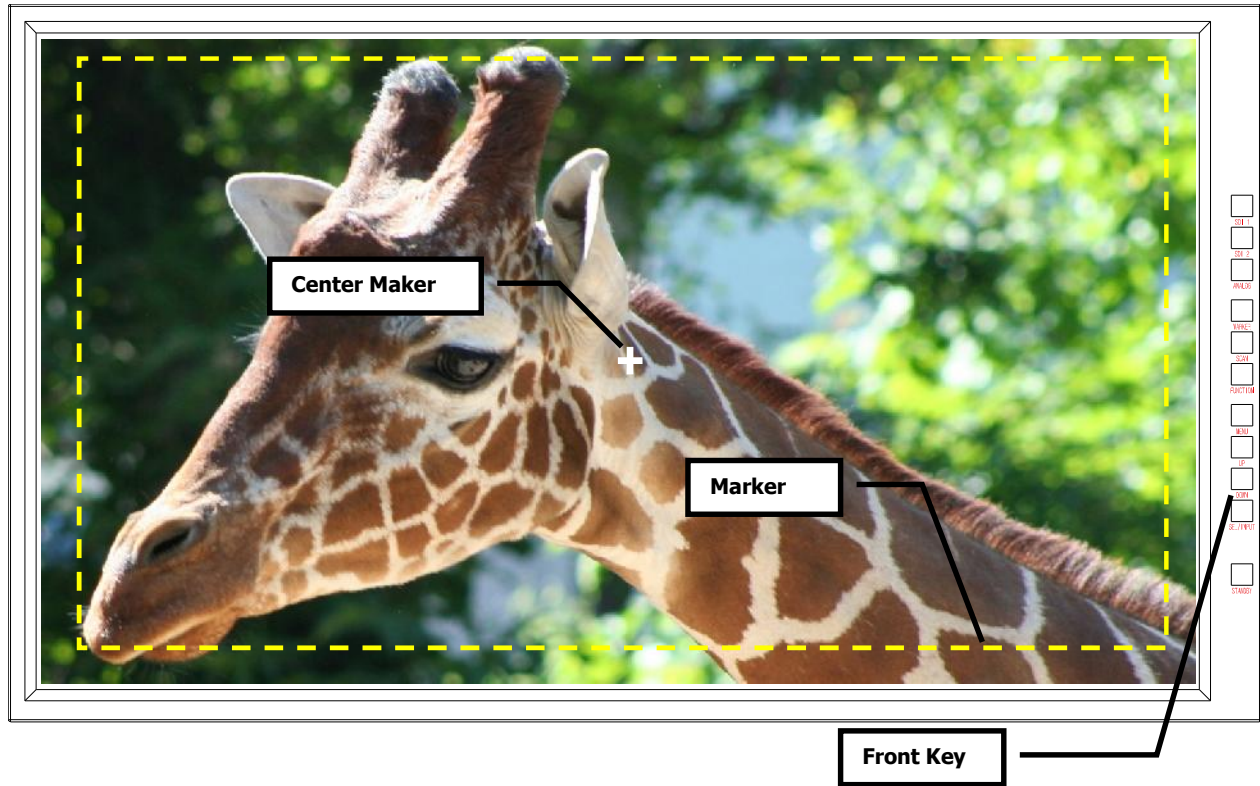 Center Maker
Marker
Front Key
SDI 1
SDI 2
ANALOG
MARKER
SCAN
FUNCTION
MENU
UP
DOWN
SEL/INPUT
STANDBY